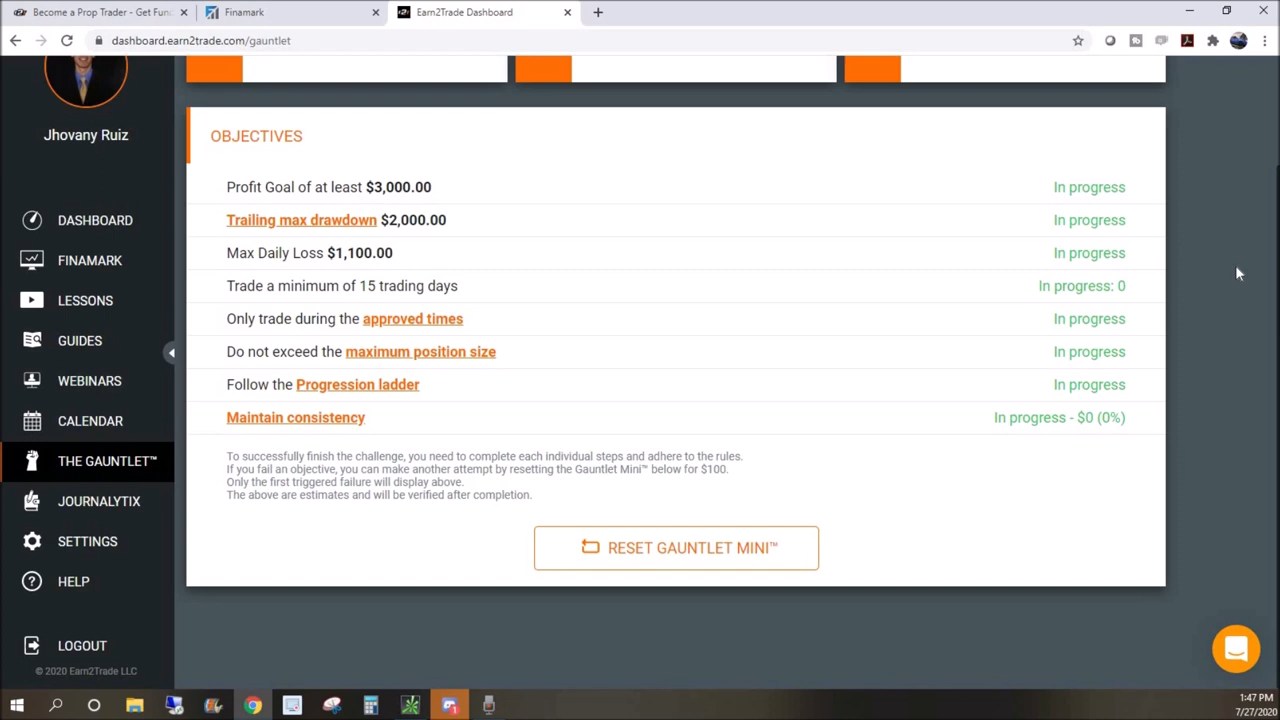 Become a Prop Trader - Get Fun
Finamark
Earn2Trade Dashboard
dashboard.earn2trade.com/gauntlet
Jhovany Ruiz
DASHBOARD
FINAMARK
LESSONS
GUIDES
WEBINARS
CALENDAR
THE GAUNTLET™
JOURNALYTIX
SETTINGS
HELP
LOGOUT
© 2020 Earn2Trade LLC
OBJECTIVES
Profit Goal of at least $3,000.00 In progress
Trailing max drawdown $2,000.00 In progress
Max Daily Loss $1,100.00 In progress
Trade a minimum of 15 trading days In progress: 0
Only trade during the approved times In progress
Do not exceed the maximum position size In progress
Follow the Progression ladder In progress
Maintain consistency In progress - $0 (0%)
To successfully finish the challenge, you need to complete each individual steps and adhere to the rules.
If you fail an objective, you can make another attempt by resetting the Gauntlet Mini™ below for $100.
Only the first triggered failure will display above.
The above are estimates and will be verified after completion.
RESET GAUNTLET MINI™
1:47 PM
7/27/2020